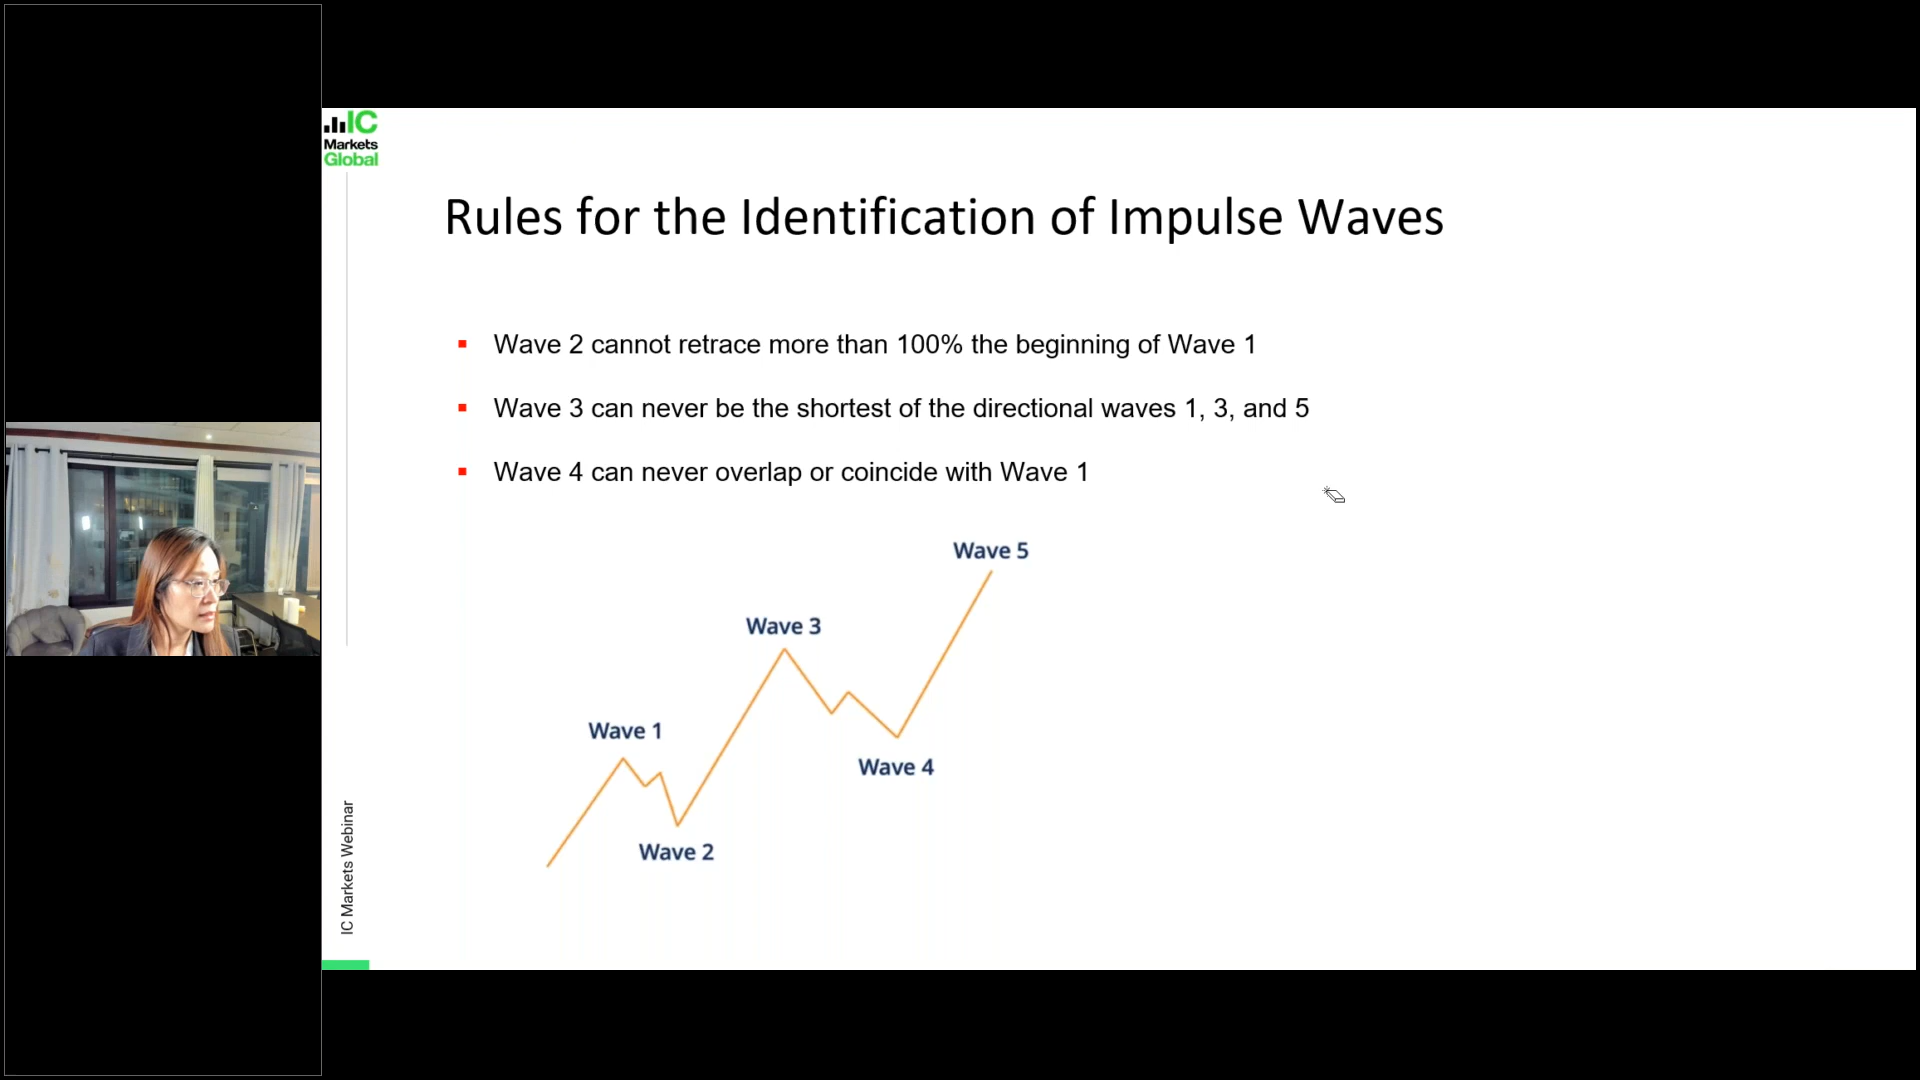 IC
Markets
Global
Rules for the Identification of Impulse Waves
Wave 2 cannot retrace more than 100% the beginning of Wave 1
Wave 3 can never be the shortest of the directional waves 1, 3, and 5
Wave 4 can never overlap or coincide with Wave 1
Wave 5
Wave 3
Wave 1
Wave 4
Wave 2
IC Markets Webinar